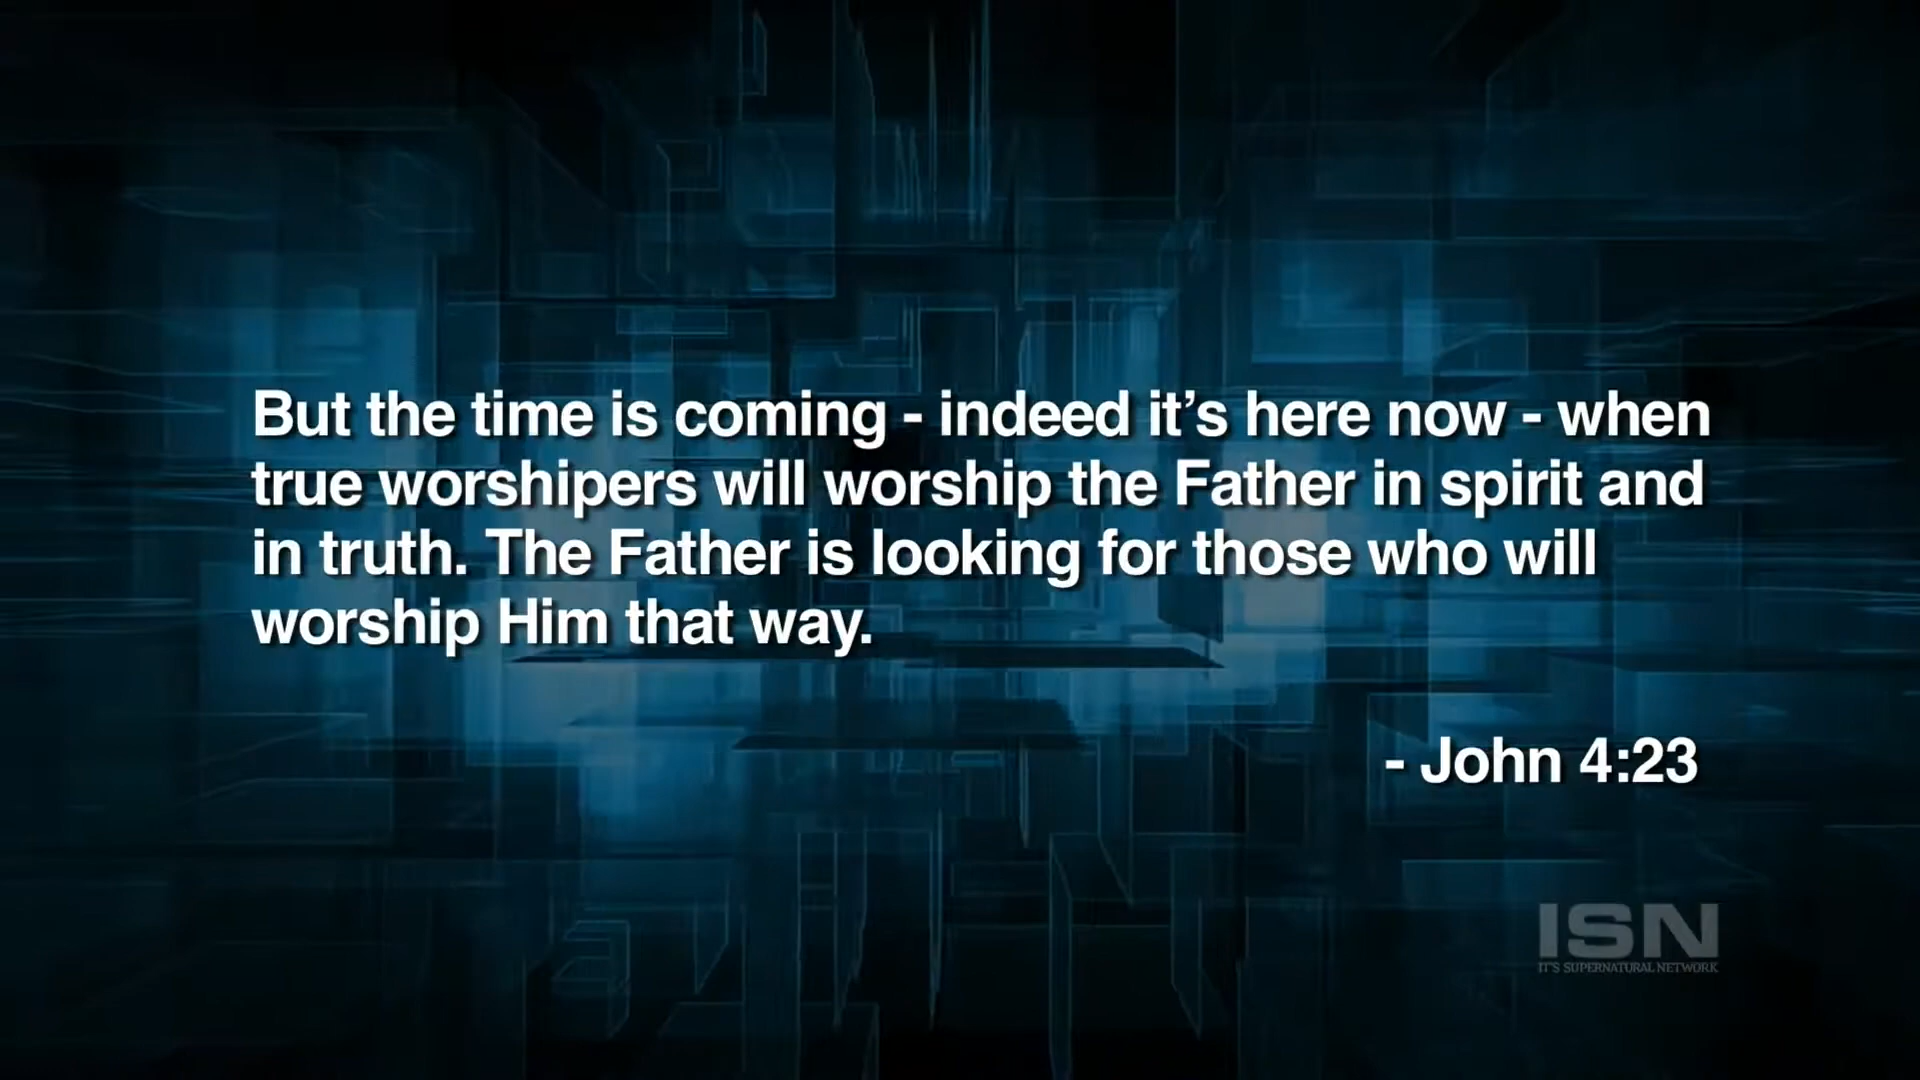 But the time is coming - indeed it’s here now - when
true worshipers will worship the Father in spirit and
in truth. The Father is looking for those who will
worship Him that way.
- John 4:23
ISN
IT'S SUPERNATURAL NETWORK